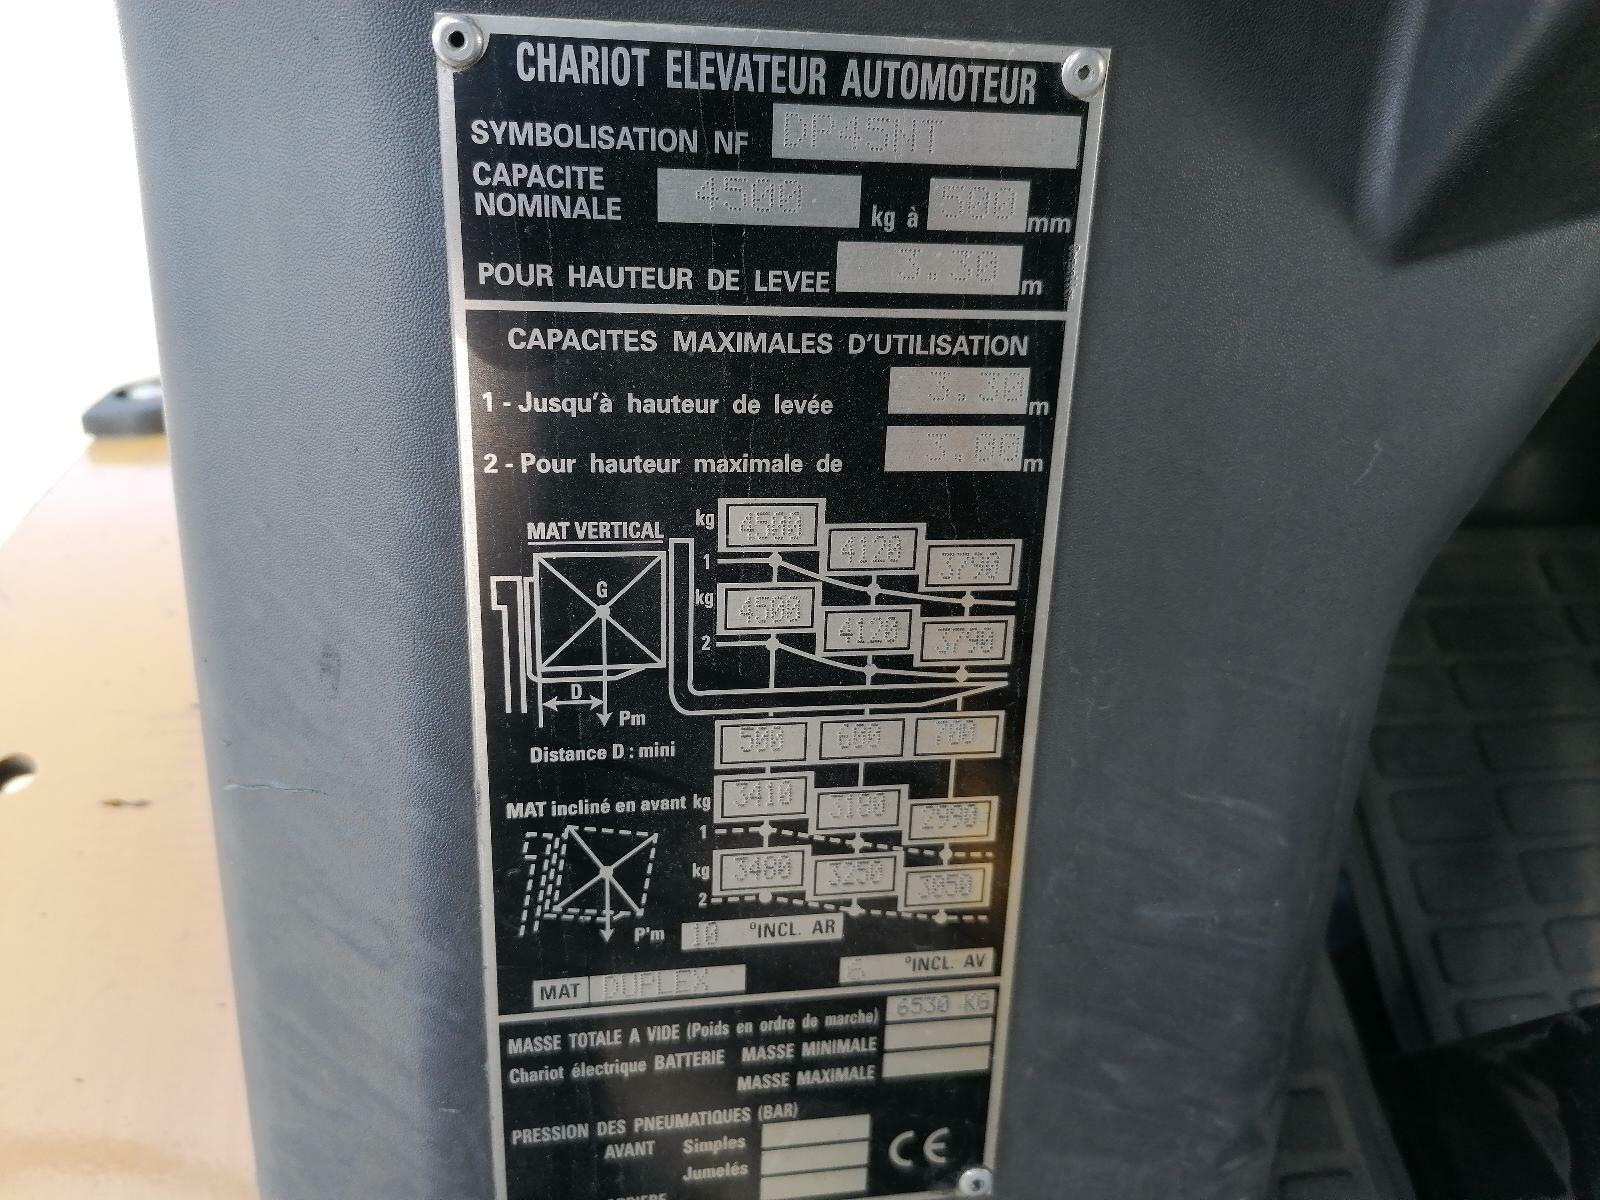 CHARIOT ELEVATEUR AUTOMOTEUR
SYMBOLISATION NF DP45NT
CAPACITE NOMINALE 4500 kg à 500 mm
POUR HAUTEUR DE LEVEE 3.30 m
CAPACITES MAXIMALES D'UTILISATION
1 - Jusqu'à hauteur de levée 3.30 m
2 - Pour hauteur maximale de 3.00 m
MAT VERTICAL
kg 4500 4120 3790
1
G
kg 4500 4120 3790
2
D
Pm
Distance D : mini 500 600 700
MAT incliné en avant kg 3410 3180 2990
1
kg 3480 3250 3050
2
P'm 10 °INCL. AR
MAT DUPLEX 6 °INCL. AV
MASSE TOTALE A VIDE (Poids en ordre de marche) 6530 KG
Chariot électrique BATTERIE MASSE MINIMALE
MASSE MAXIMALE
PRESSION DES PNEUMATIQUES (BAR)
AVANT Simples
Jumelés
CE